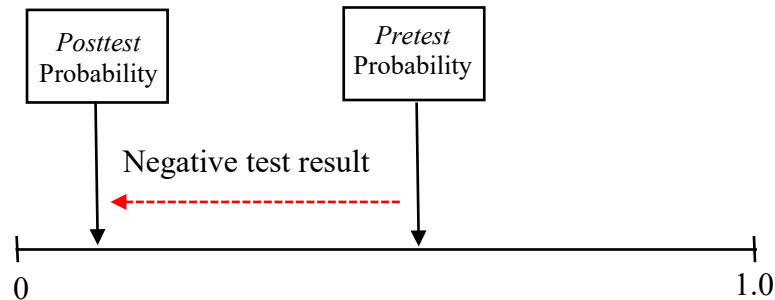 Posttest
Probability
Pretest
Probability
Negative test result
0
1.0